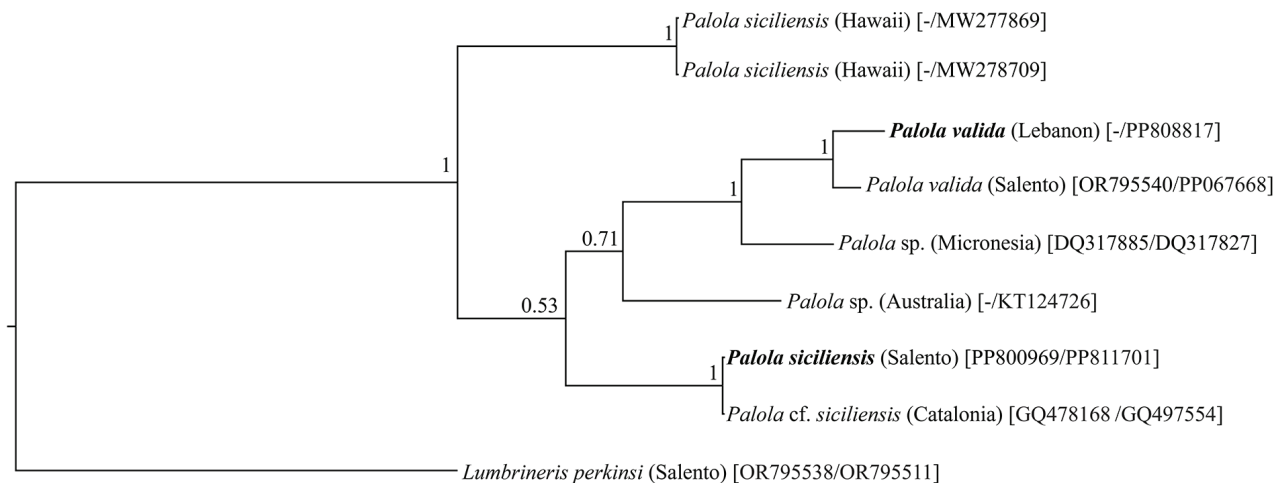 Palola siciliensis (Hawaii) [-/MW277869]
1
Palola siciliensis (Hawaii) [-/MW278709]
Palola valida (Lebanon) [-/PP808817]
1
1
Palola valida (Salento) [OR795540/PP067668]
1
Palola sp. (Micronesia) [DQ317885/DQ317827]
0.71
Palola sp. (Australia) [-/KT124726]
0.53
Palola siciliensis (Salento) [PP800969/PP811701]
1
Palola cf. siciliensis (Catalonia) [GQ478168 /GQ497554]
Lumbrineris perkinsi (Salento) [OR795538/OR795511]